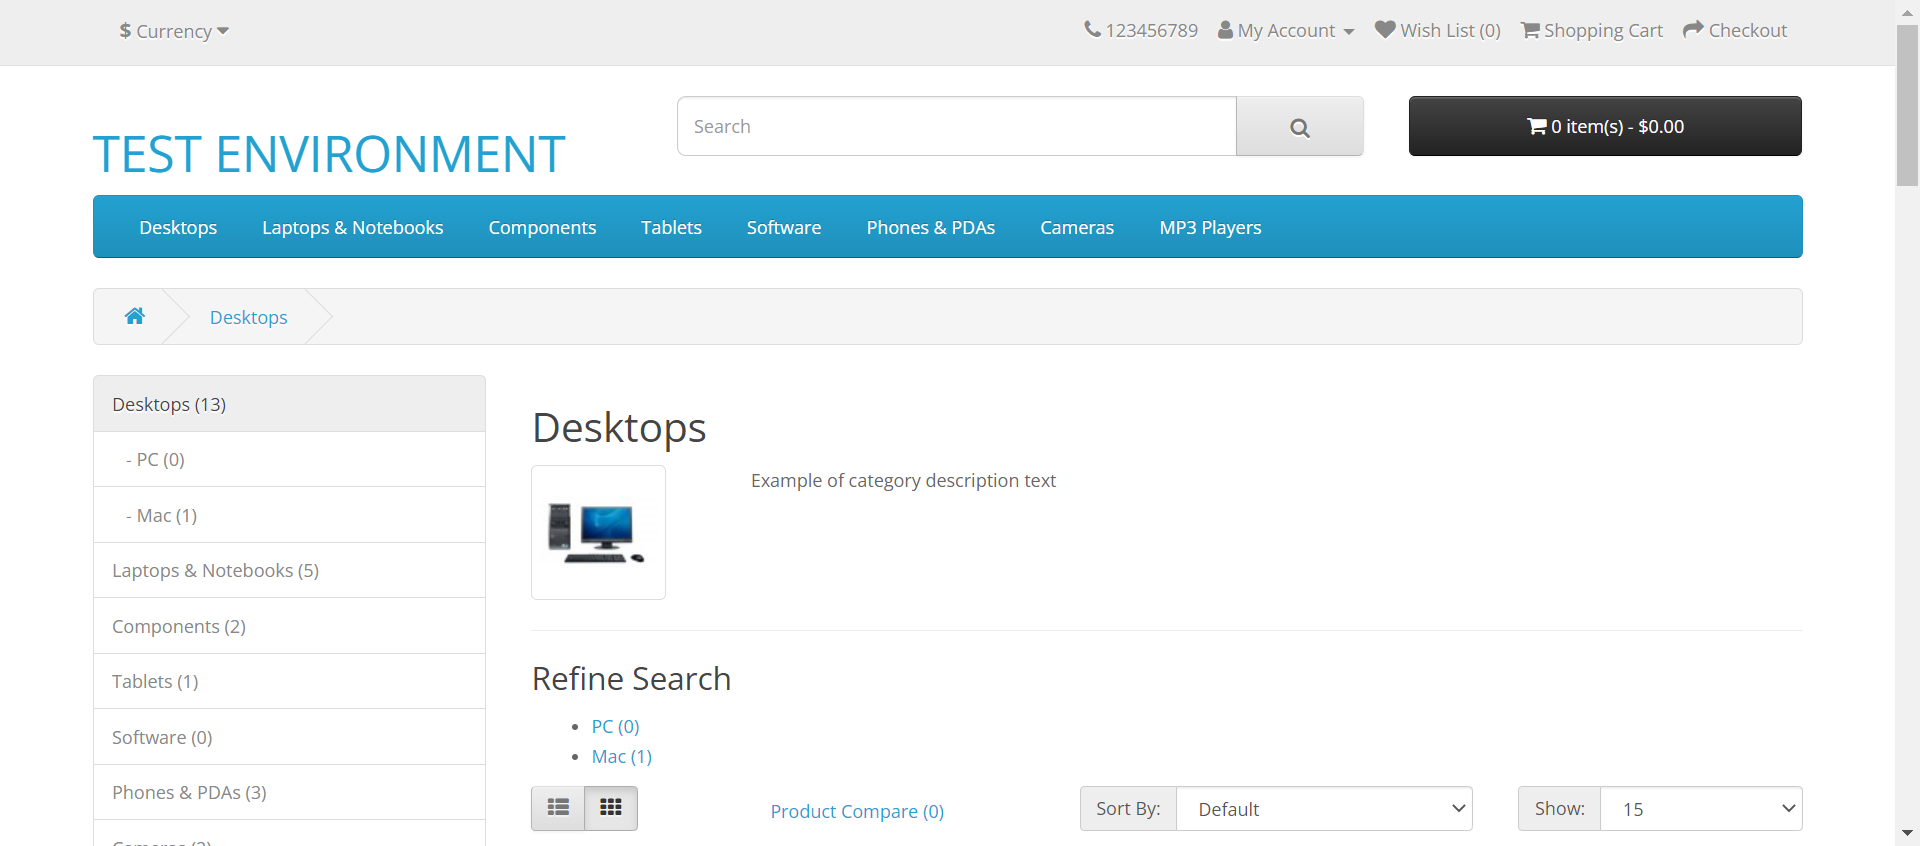 $ Currency
123456789 My Account Wish List (0) Shopping Cart Checkout
TEST ENVIRONMENT
Search
0 item(s) - $0.00
Desktops Laptops & Notebooks Components Tablets Software Phones & PDAs Cameras MP3 Players
Desktops
Desktops (13)
- PC (0)
- Mac (1)
Laptops & Notebooks (5)
Components (2)
Tablets (1)
Software (0)
Phones & PDAs (3)
Desktops
Example of category description text
Refine Search
PC (0)
Mac (1)
Product Compare (0)
Sort By: Default
Show: 15